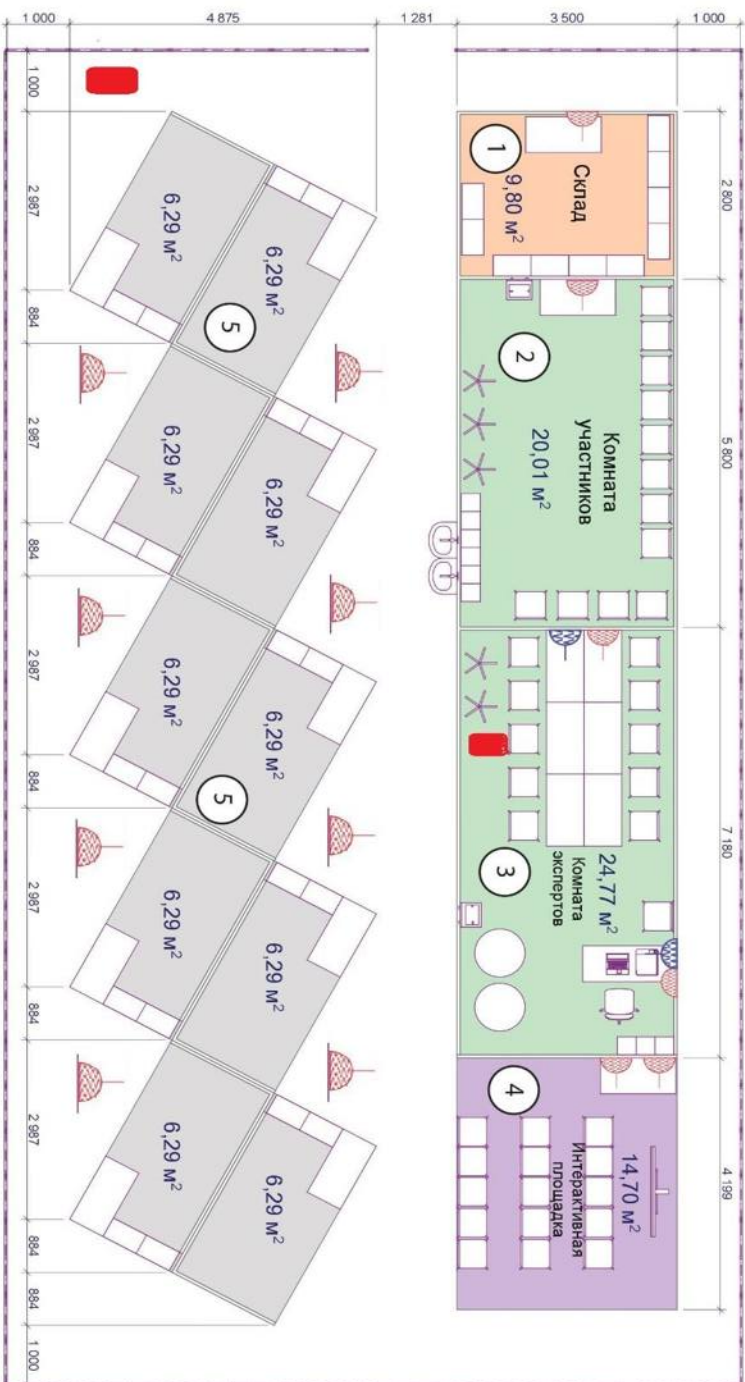 1 000
4 875
1 281
3 500
1 000
2 800
5 800
7 180
4 199
Склад
9,80 м²
1
Комната
участников
20,01 м²
2
24,77 м²
Комната
экспертов
3
14,70 м²
Интерактивная
площадка
4
6,29 м²
6,29 м²
6,29 м²
6,29 м²
6,29 м²
5
5
6,29 м²
6,29 м²
6,29 м²
6,29 м²
6,29 м²
1 000
2 987
884
2 987
884
2 987
884
2 987
884
2 987
884
884
1 000